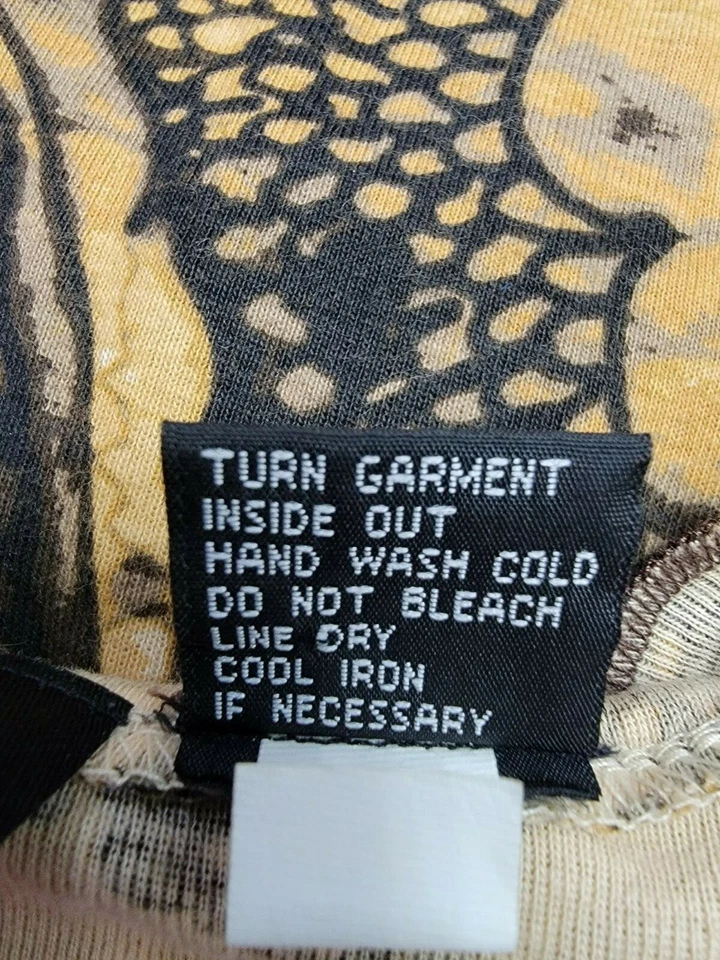 TURN GARMENT
INSIDE OUT
HAND WASH COLD
DO NOT BLEACH
LINE DRY
COOL IRON
IF NECESSARY